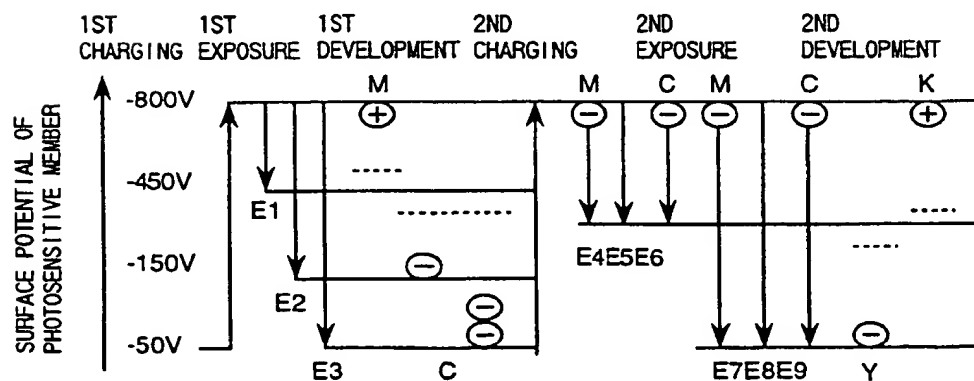 1ST CHARGING
1ST EXPOSURE
1ST DEVELOPMENT
2ND CHARGING
2ND EXPOSURE
2ND DEVELOPMENT
M
M
C
M
C
K
-800V
+
-
-
-
-
+
-450V
E1
E4E5E6
-150V
-
E2
-
-
-50V
-
E3
C
E7E8E9
Y
SURFACE POTENTIAL OF
PHOTOSENSITIVE MEMBER